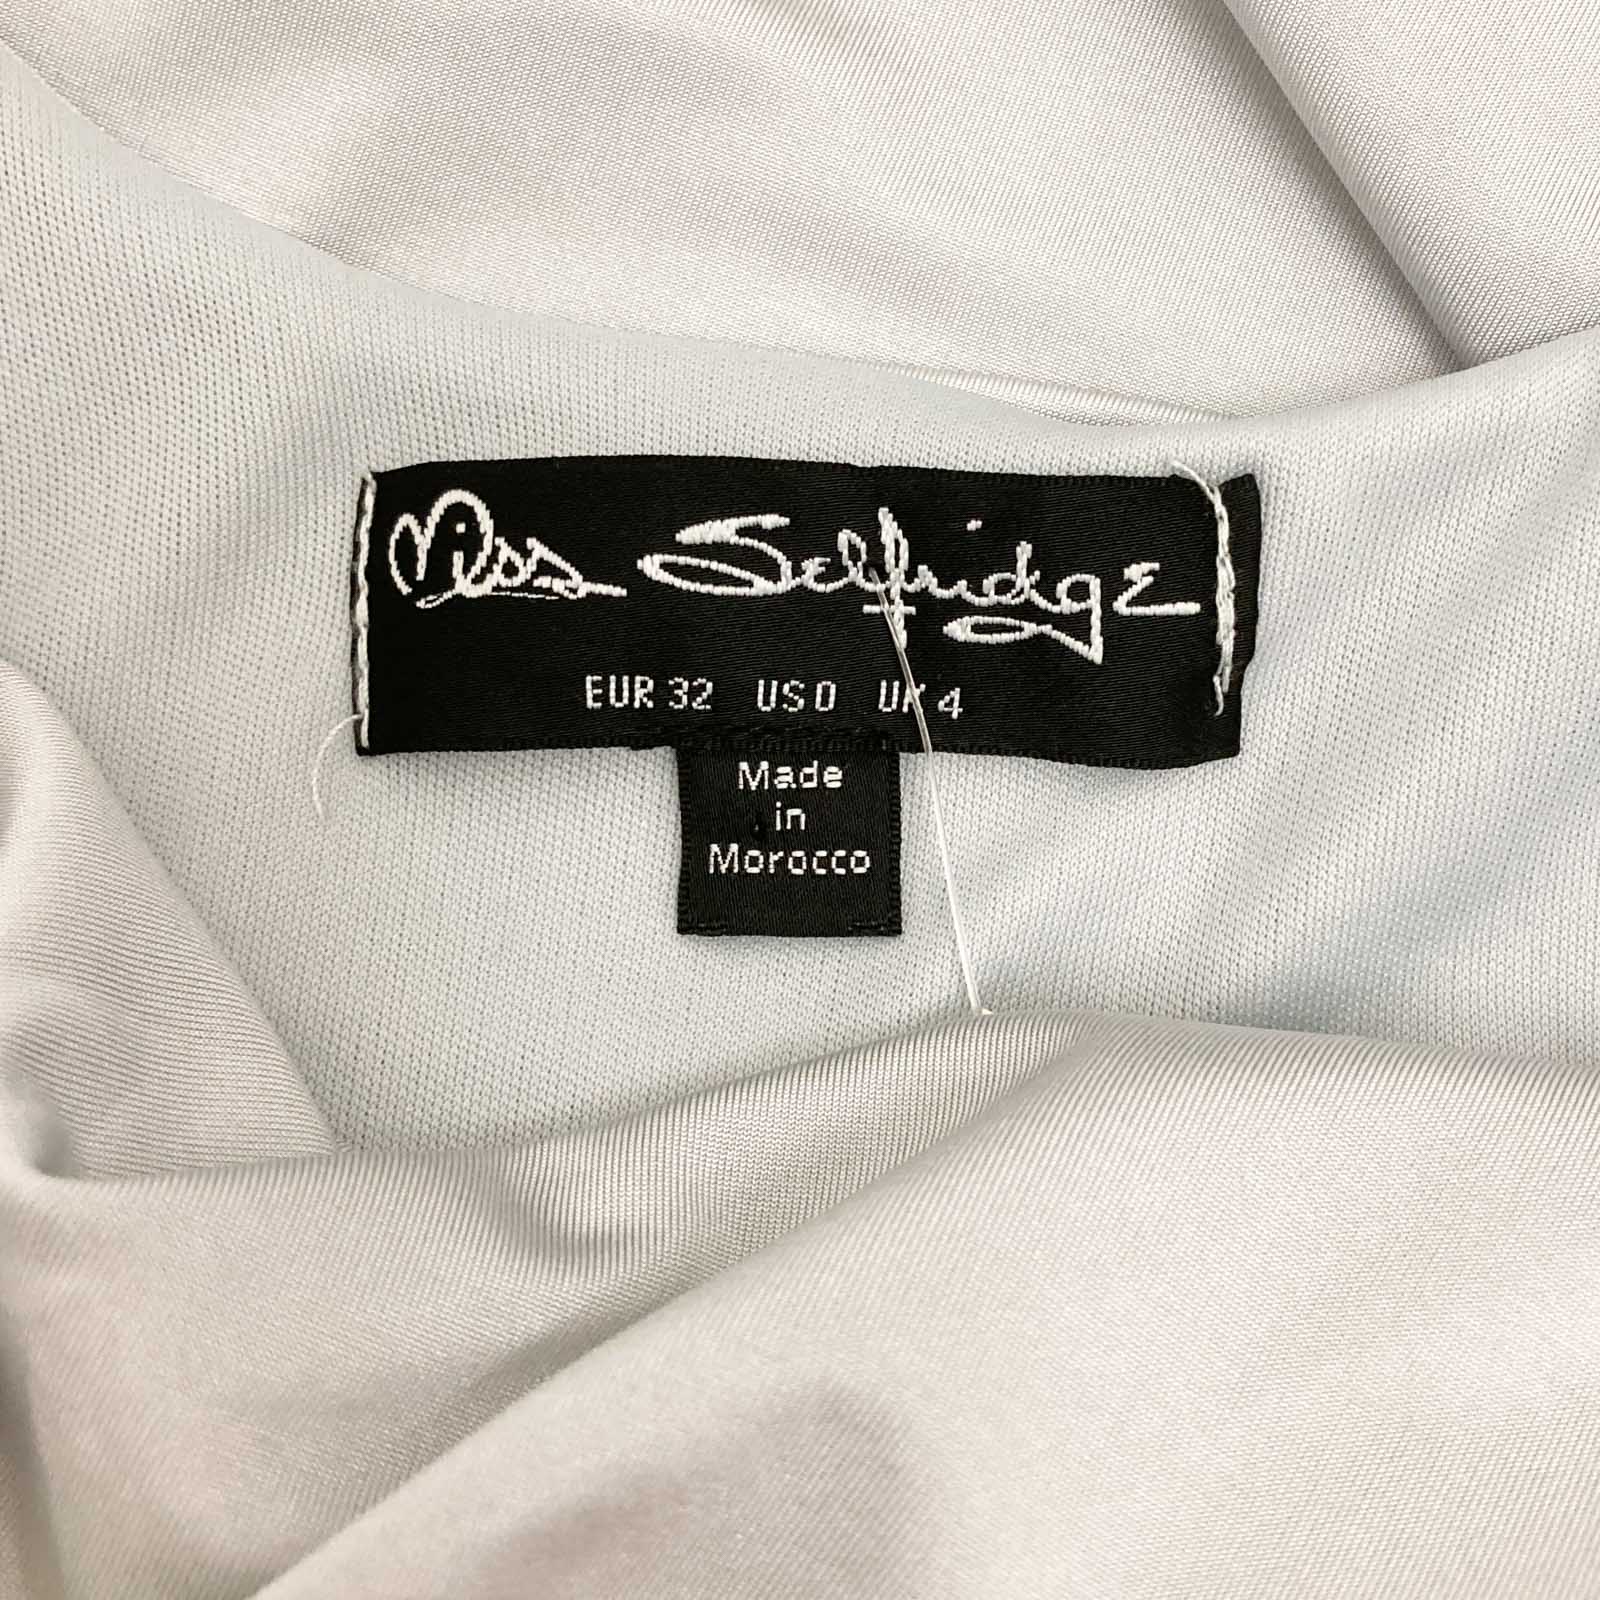 Miss Selfridge
EUR 32 US 0 UK 4
Made
in
Morocco